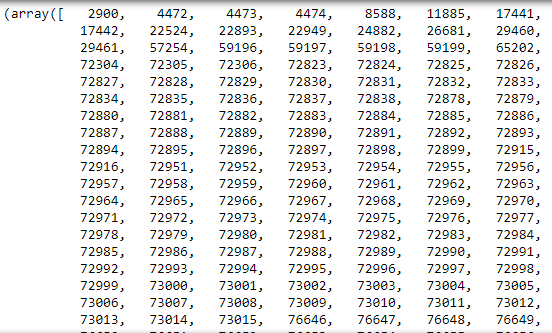 (array([ 2900, 4472, 4473, 4474, 8588, 11885, 17441,
17442, 22524, 22893, 22949, 24882, 26681, 29460,
29461, 57254, 59196, 59197, 59198, 59199, 65202,
72304, 72305, 72306, 72823, 72824, 72825, 72826,
72827, 72828, 72829, 72830, 72831, 72832, 72833,
72834, 72835, 72836, 72837, 72838, 72878, 72879,
72880, 72881, 72882, 72883, 72884, 72885, 72886,
72887, 72888, 72889, 72890, 72891, 72892, 72893,
72894, 72895, 72896, 72897, 72898, 72899, 72915,
72916, 72951, 72952, 72953, 72954, 72955, 72956,
72957, 72958, 72959, 72960, 72961, 72962, 72963,
72964, 72965, 72966, 72967, 72968, 72969, 72970,
72971, 72972, 72973, 72974, 72975, 72976, 72977,
72978, 72979, 72980, 72981, 72982, 72983, 72984,
72985, 72986, 72987, 72988, 72989, 72990, 72991,
72992, 72993, 72994, 72995, 72996, 72997, 72998,
72999, 73000, 73001, 73002, 73003, 73004, 73005,
73006, 73007, 73008, 73009, 73010, 73011, 73012,
73013, 73014, 73015, 76646, 76647, 76648, 76649,